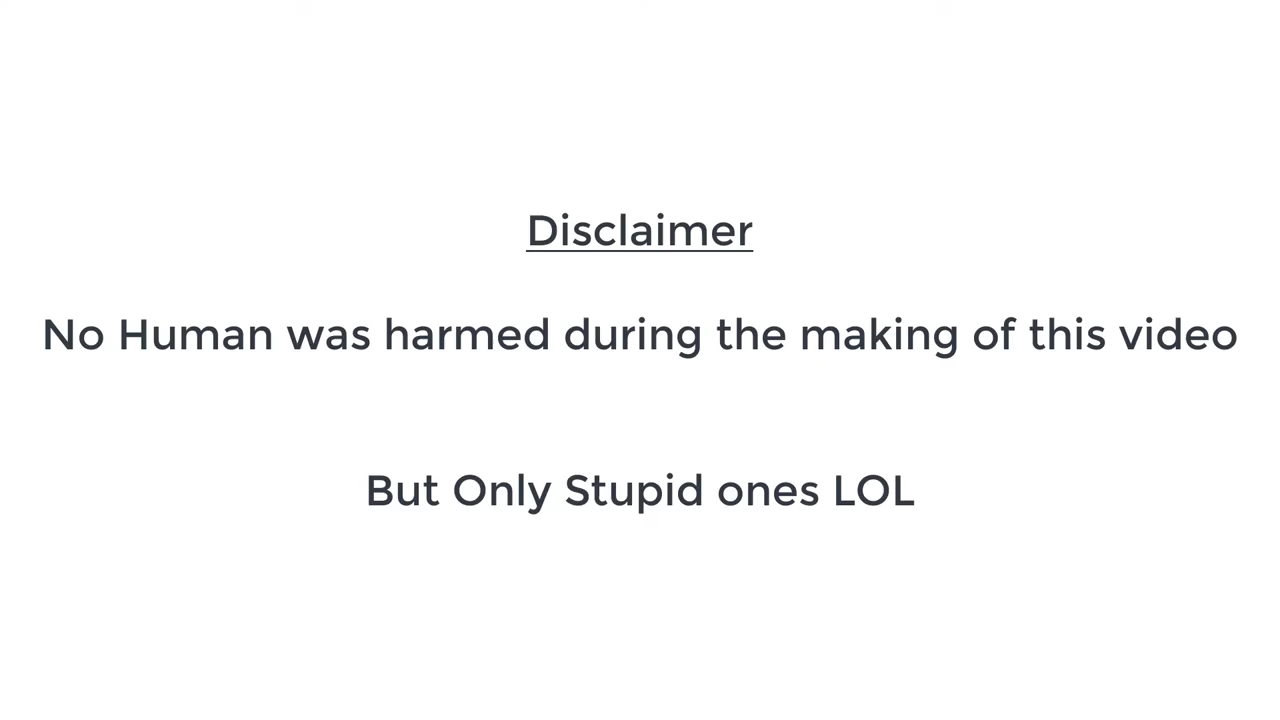 Disclaimer
No Human was harmed during the making of this video
But Only Stupid ones LOL